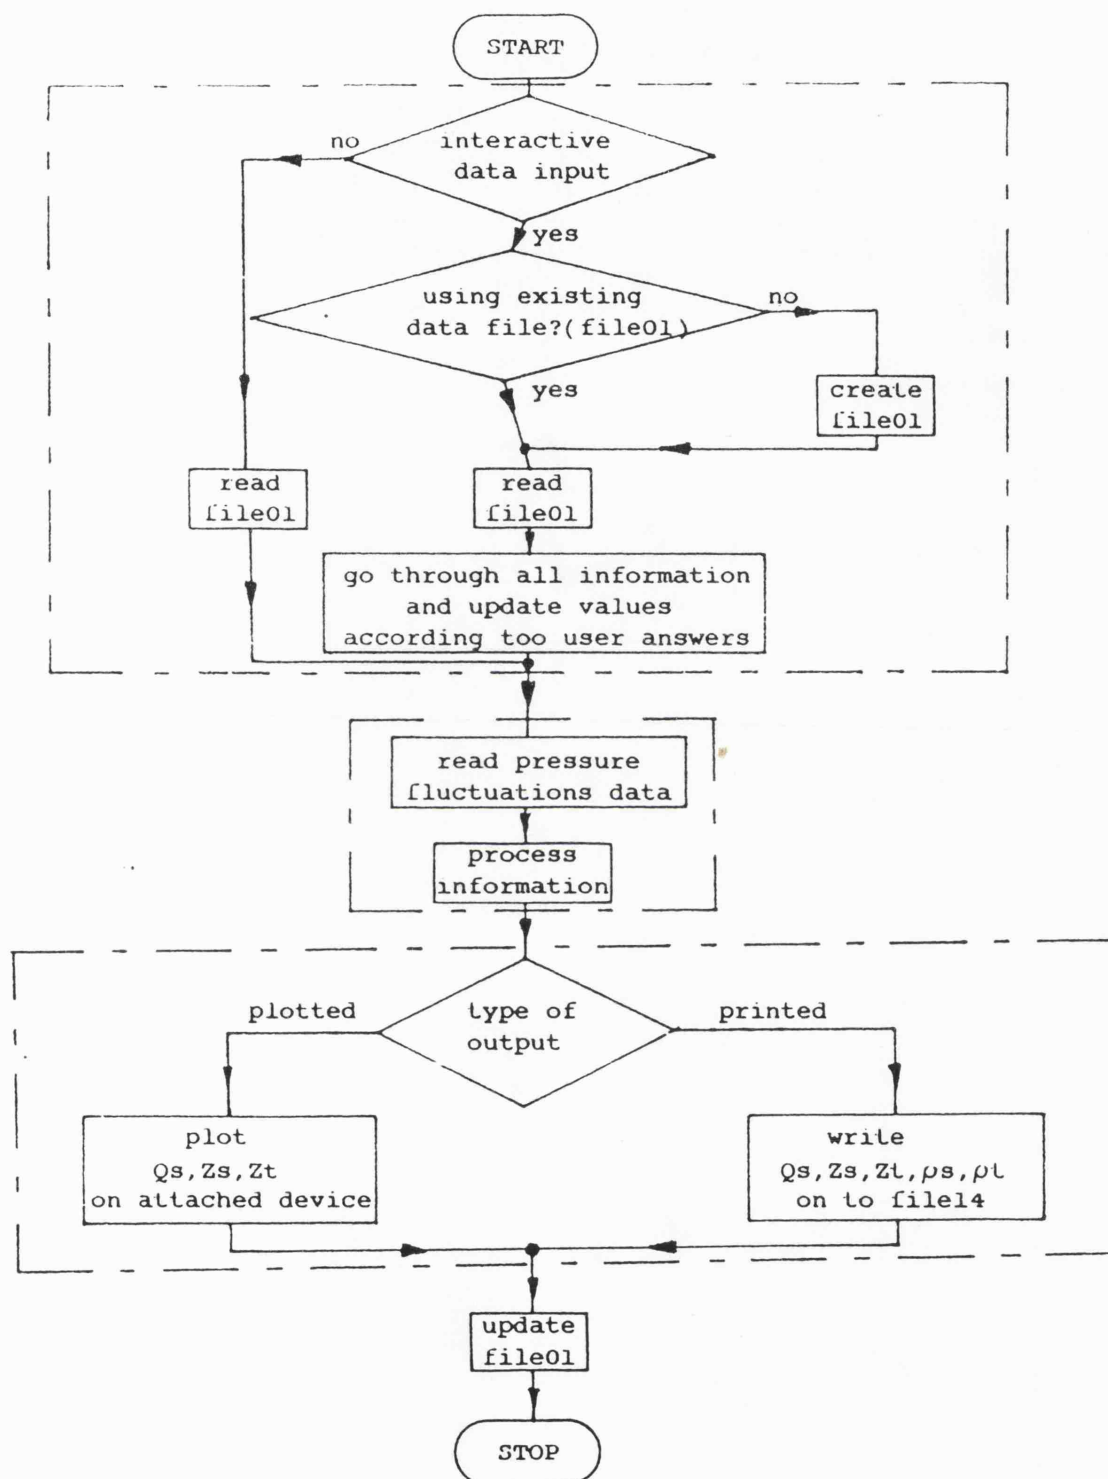 START
no
interactive
data input
yes
using existing
data file?(file01)
no
yes
create
file01
read
file01
read
file01
go through all information
and update values
according too user answers
read pressure
fluctuations data
process
information
type of
output
plotted
printed
plot
Qs,Zs,Zt
on attached device
write
Qs,Zs,Zt,ρs,ρt
on to file14
update
file01
STOP